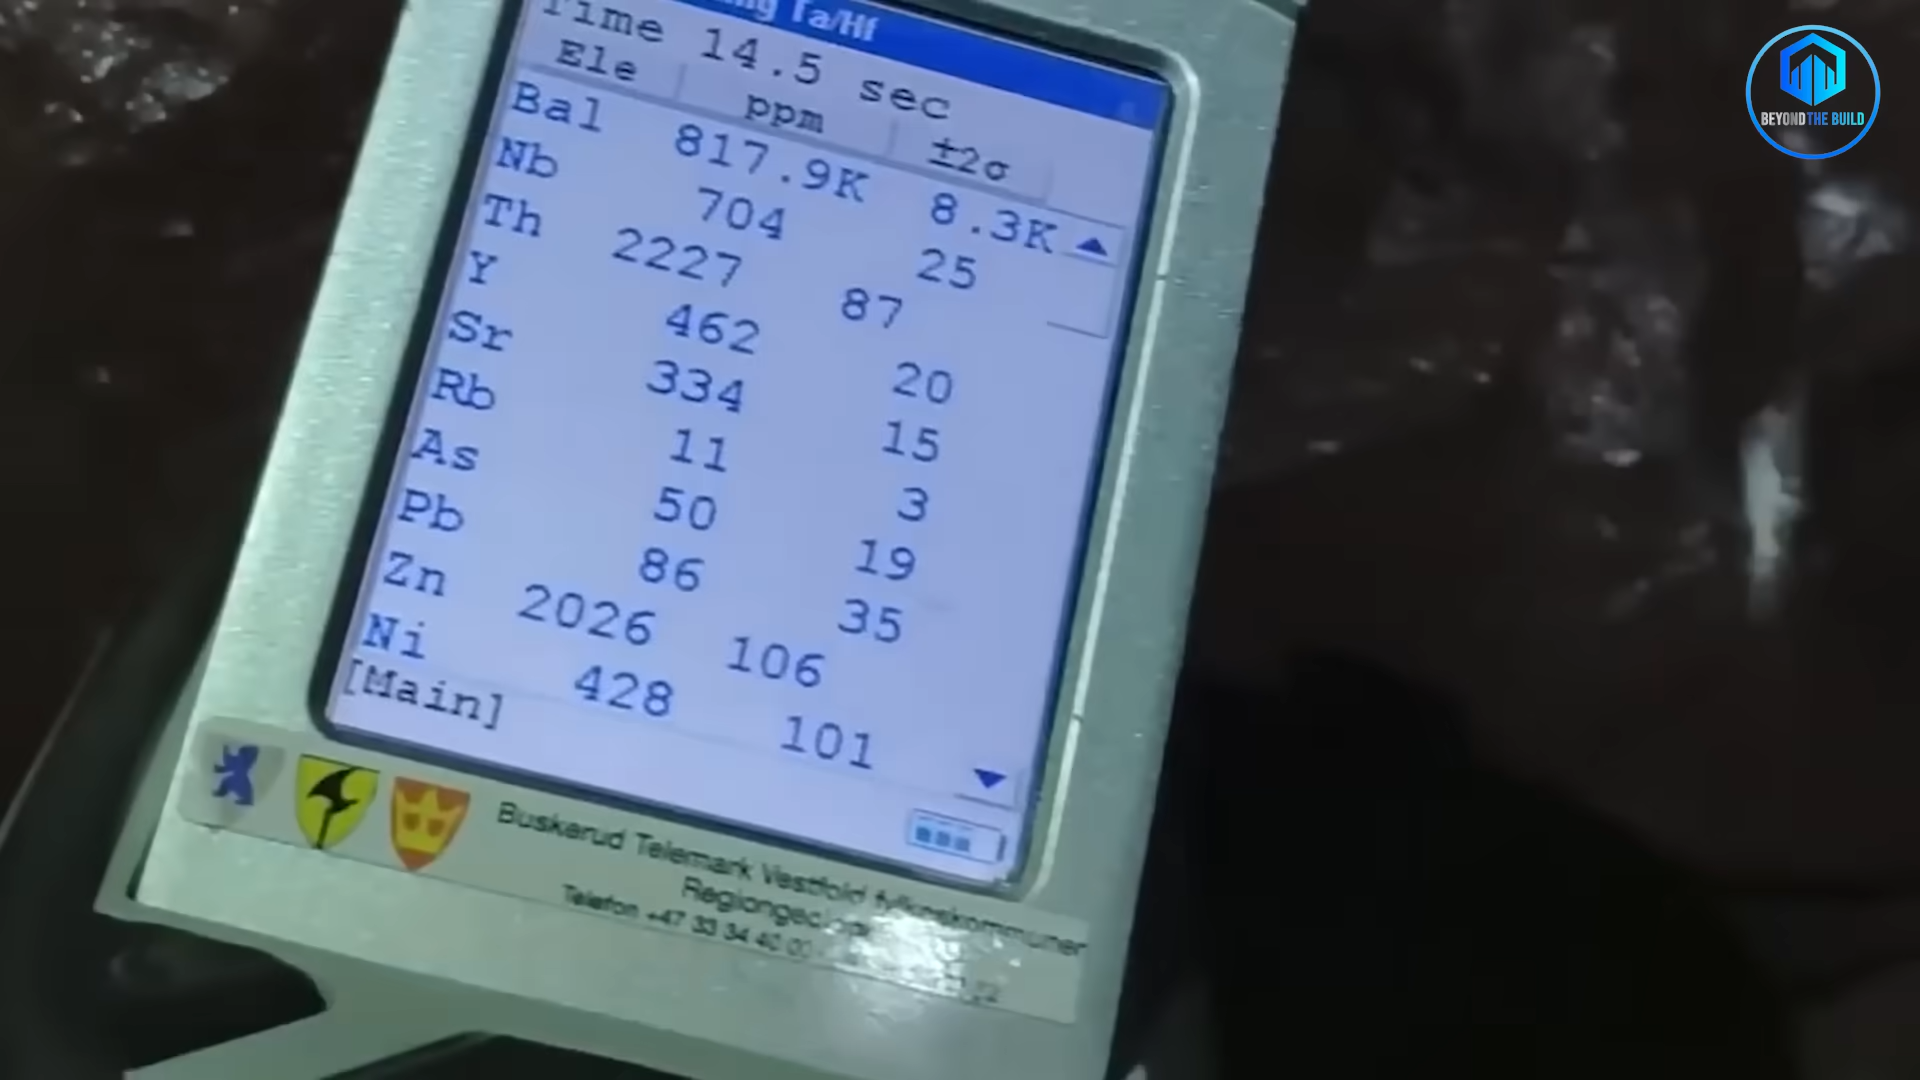 ng Ta/Hf
Time 14.5 sec
Ele ppm ±2σ
Bal 817.9K 8.3K
Nb 704 25
Th 2227 87
Y 462 20
Sr 334 15
Rb 11 3
As 50 19
Pb 86 35
Zn 2026 106
Ni 428 101
[Main]
Buskerud Telemark Vestfold fylkeskommuner
Telefon +47 33 34 40 00
BEYOND THE BUILD